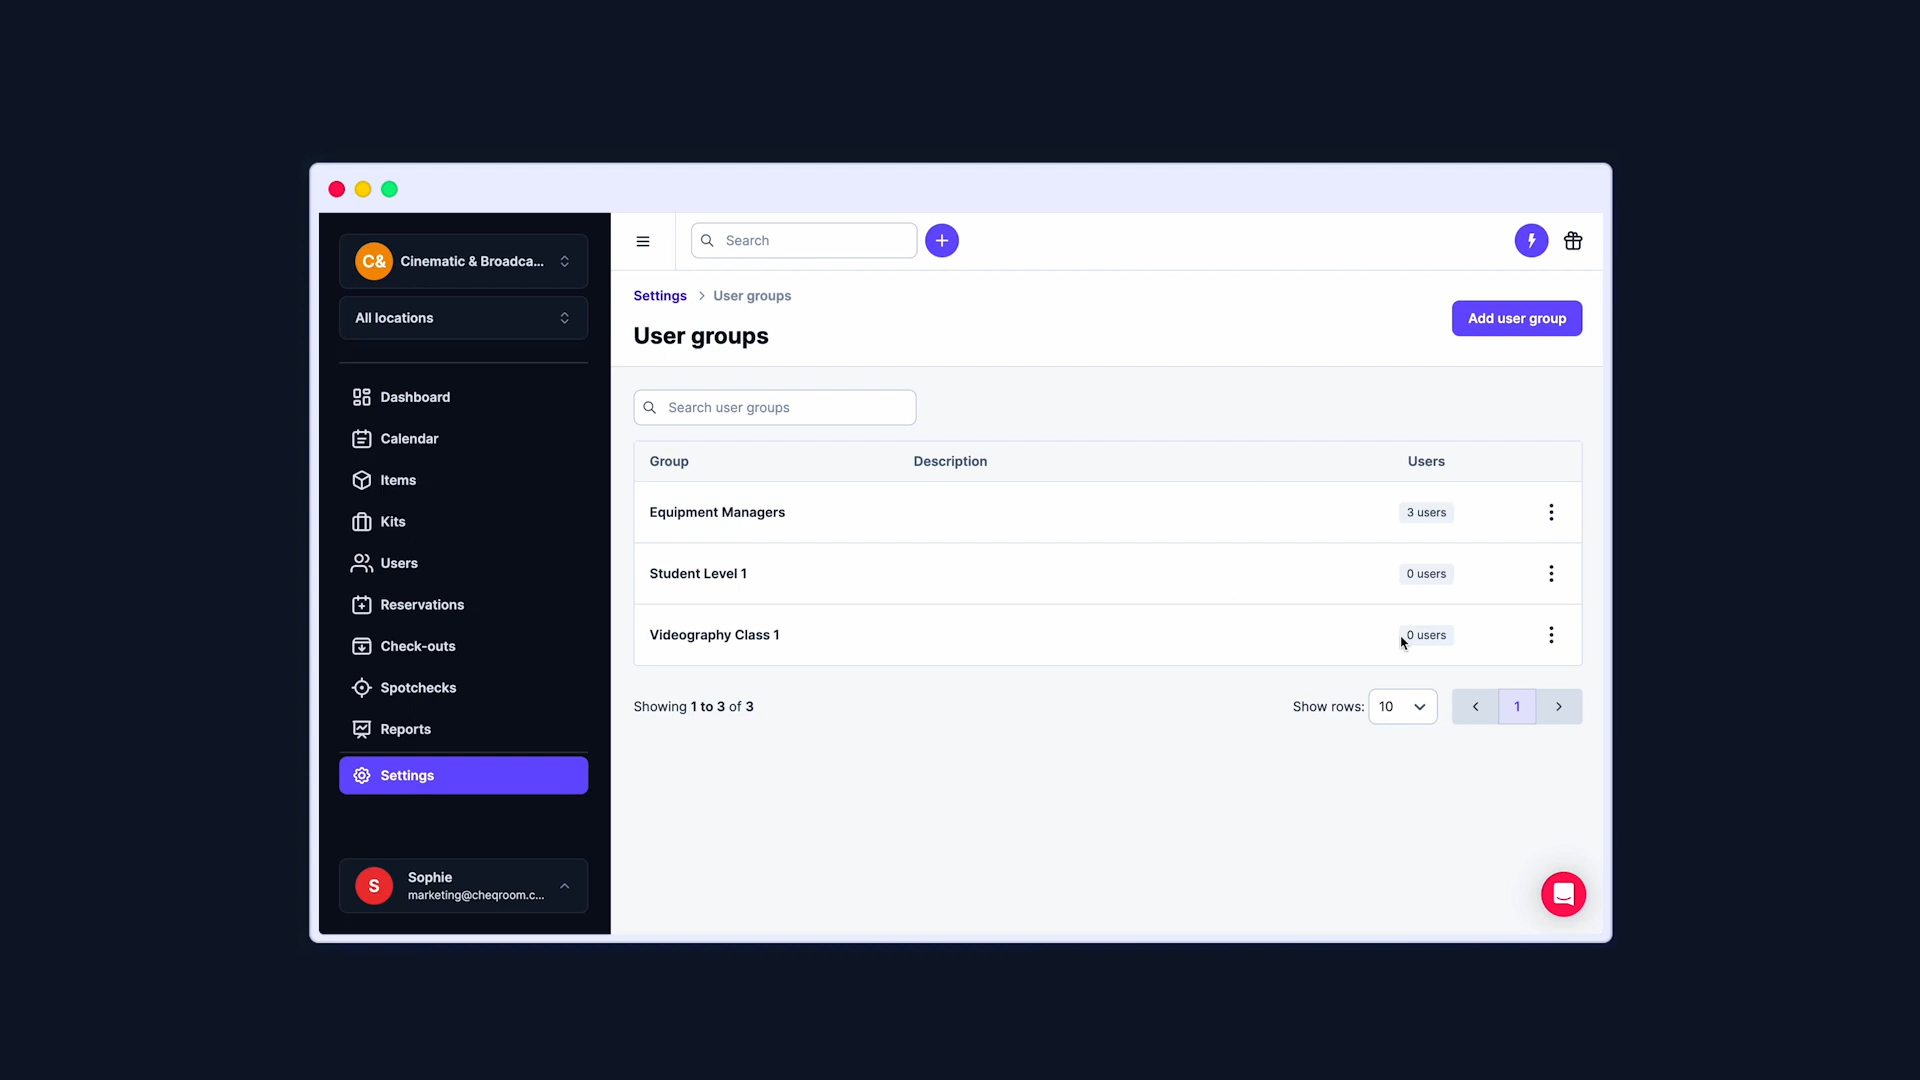 C& Cinematic & Broadca...
All locations
Dashboard
Calendar
Items
Kits
Users
Reservations
Check-outs
Spotchecks
Reports
Settings
S Sophie
marketing@cheqroom.c...
Search
Settings > User groups
User groups
Add user group
Search user groups
Group Description Users
Equipment Managers 3 users
Student Level 1 0 users
Videography Class 1 0 users
Showing 1 to 3 of 3 Show rows: 10 1